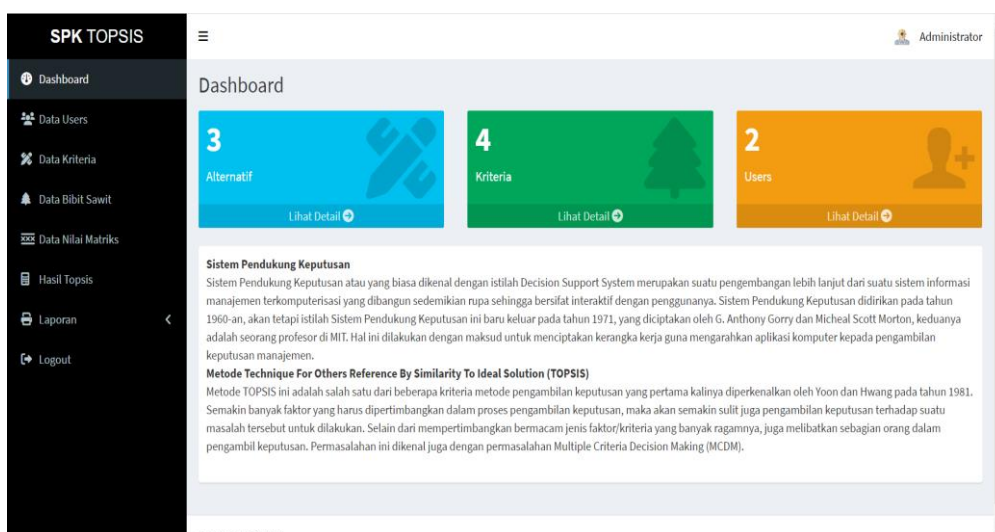 SPK TOPSIS
Administrator
Dashboard
Data Users
Data Kriteria
Data Bibit Sawit
Data Nilai Matriks
Hasil Topsis
Laporan
Logout
Dashboard
3
Alternatif
Lihat Detail
4
Kriteria
Lihat Detail
2
Users
Lihat Detail
Sistem Pendukung Keputusan
Sistem Pendukung Keputusan atau yang biasa dikenal dengan istilah Decision Support System merupakan suatu pengembangan lebih lanjut dari suatu sistem informasi
manajemen terkomputerisasi yang dibangun sedemikian rupa sehingga bersifat interaktif dengan penggunanya. Sistem Pendukung Keputusan didirikan pada tahun
1960-an, akan tetapi istilah Sistem Pendukung Keputusan ini baru keluar pada tahun 1971, yang diciptakan oleh G. Anthony Gorry dan Micheal Scott Morton, keduanya
adalah seorang profesor di MIT. Hal ini dilakukan dengan maksud untuk menciptakan kerangka kerja guna mengarahkan aplikasi komputer kepada pengambilan
keputusan manajemen.
Metode Technique For Others Reference By Similarity To Ideal Solution (TOPSIS)
Metode TOPSIS ini adalah salah satu dari beberapa kriteria metode pengambilan keputusan yang pertama kalinya diperkenalkan oleh Yoon dan Hwang pada tahun 1981.
Semakin banyak faktor yang harus dipertimbangkan dalam proses pengambilan keputusan, maka akan semakin sulit juga pengambilan keputusan terhadap suatu
masalah tersebut untuk dilakukan. Selain dari mempertimbangkan bermacam jenis faktor/kriteria yang banyak ragamnya, juga melibatkan sebagian orang dalam
pengambil keputusan. Permasalahan ini dikenal juga dengan permasalahan Multiple Criteria Decision Making (MCDM).